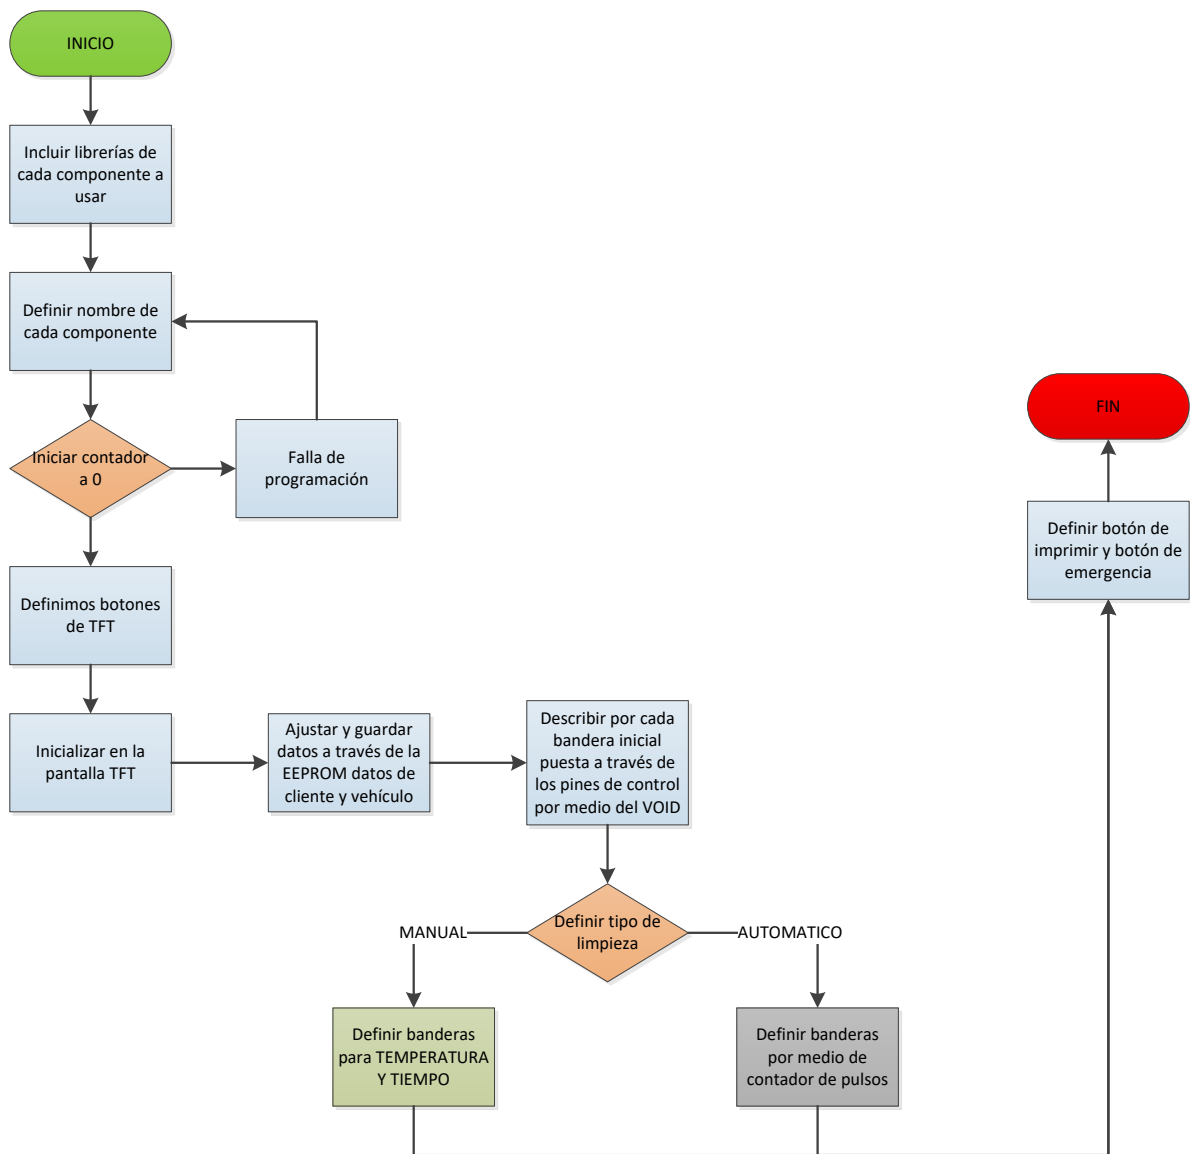 INICIO
Incluir librerías de
cada componente a
usar
Definir nombre de
cada componente
Iniciar contador
a 0
Falla de
programación
Definimos botones
de TFT
Inicializar en la
pantalla TFT
Ajustar y guardar
datos a través de la
EEPROM datos de
cliente y vehículo
Describir por cada
bandera inicial
puesta a través de
los pines de control
por medio del VOID
Definir tipo de
limpieza
MANUAL
AUTOMATICO
Definir banderas
para TEMPERATURA
Y TIEMPO
Definir banderas
por medio de
contador de pulsos
Definir botón de
imprimir y botón de
emergencia
FIN